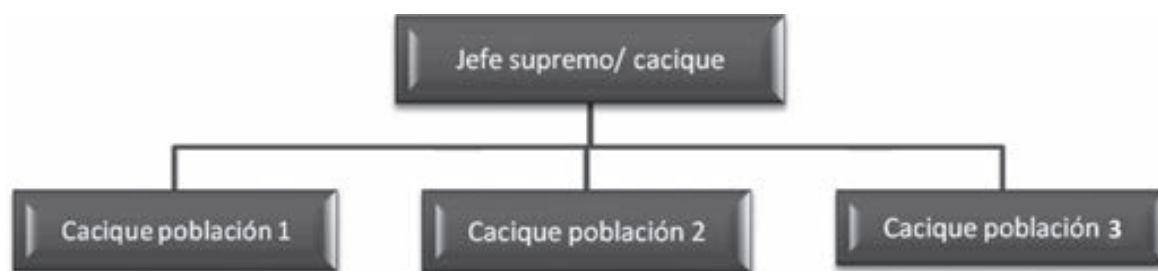 Jefe supremo/ cacique
Cacique población 1
Cacique población 2
Cacique población 3